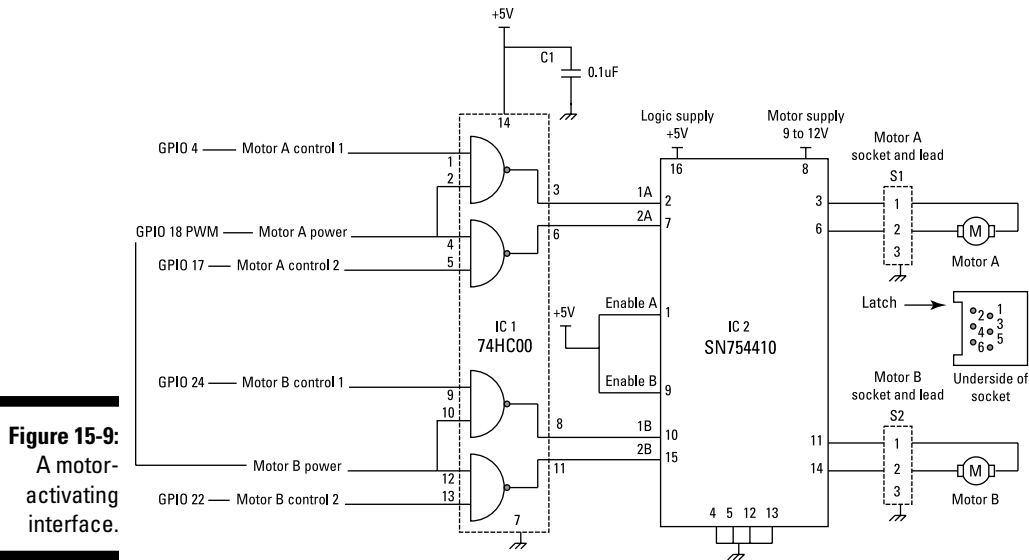 +5V
C1
0.1uF
14
Logic supply
+5V
Motor supply
9 to 12V
Motor A
socket and lead
S1
GPIO 4 — Motor A control 1
1
2
3
1A
2
16
8
3
1
GPIO 18 PWM — Motor A power
4
6
2A
7
6
2
M
GPIO 17 — Motor A control 2
5
3
Motor A
Latch
2 1
4 3
6 5
Underside of
socket
+5V
Enable A
1
IC 1
74HC00
IC 2
SN754410
Enable B
9
GPIO 24 — Motor B control 1
9
10
8
1B
10
Motor B
socket and lead
S2
11
1
Motor B power
12
11
2B
15
14
2
M
GPIO 22 — Motor B control 2
13
3
Motor B
7
4 5 12 13
Figure 15-9:
A motor-
activating
interface.